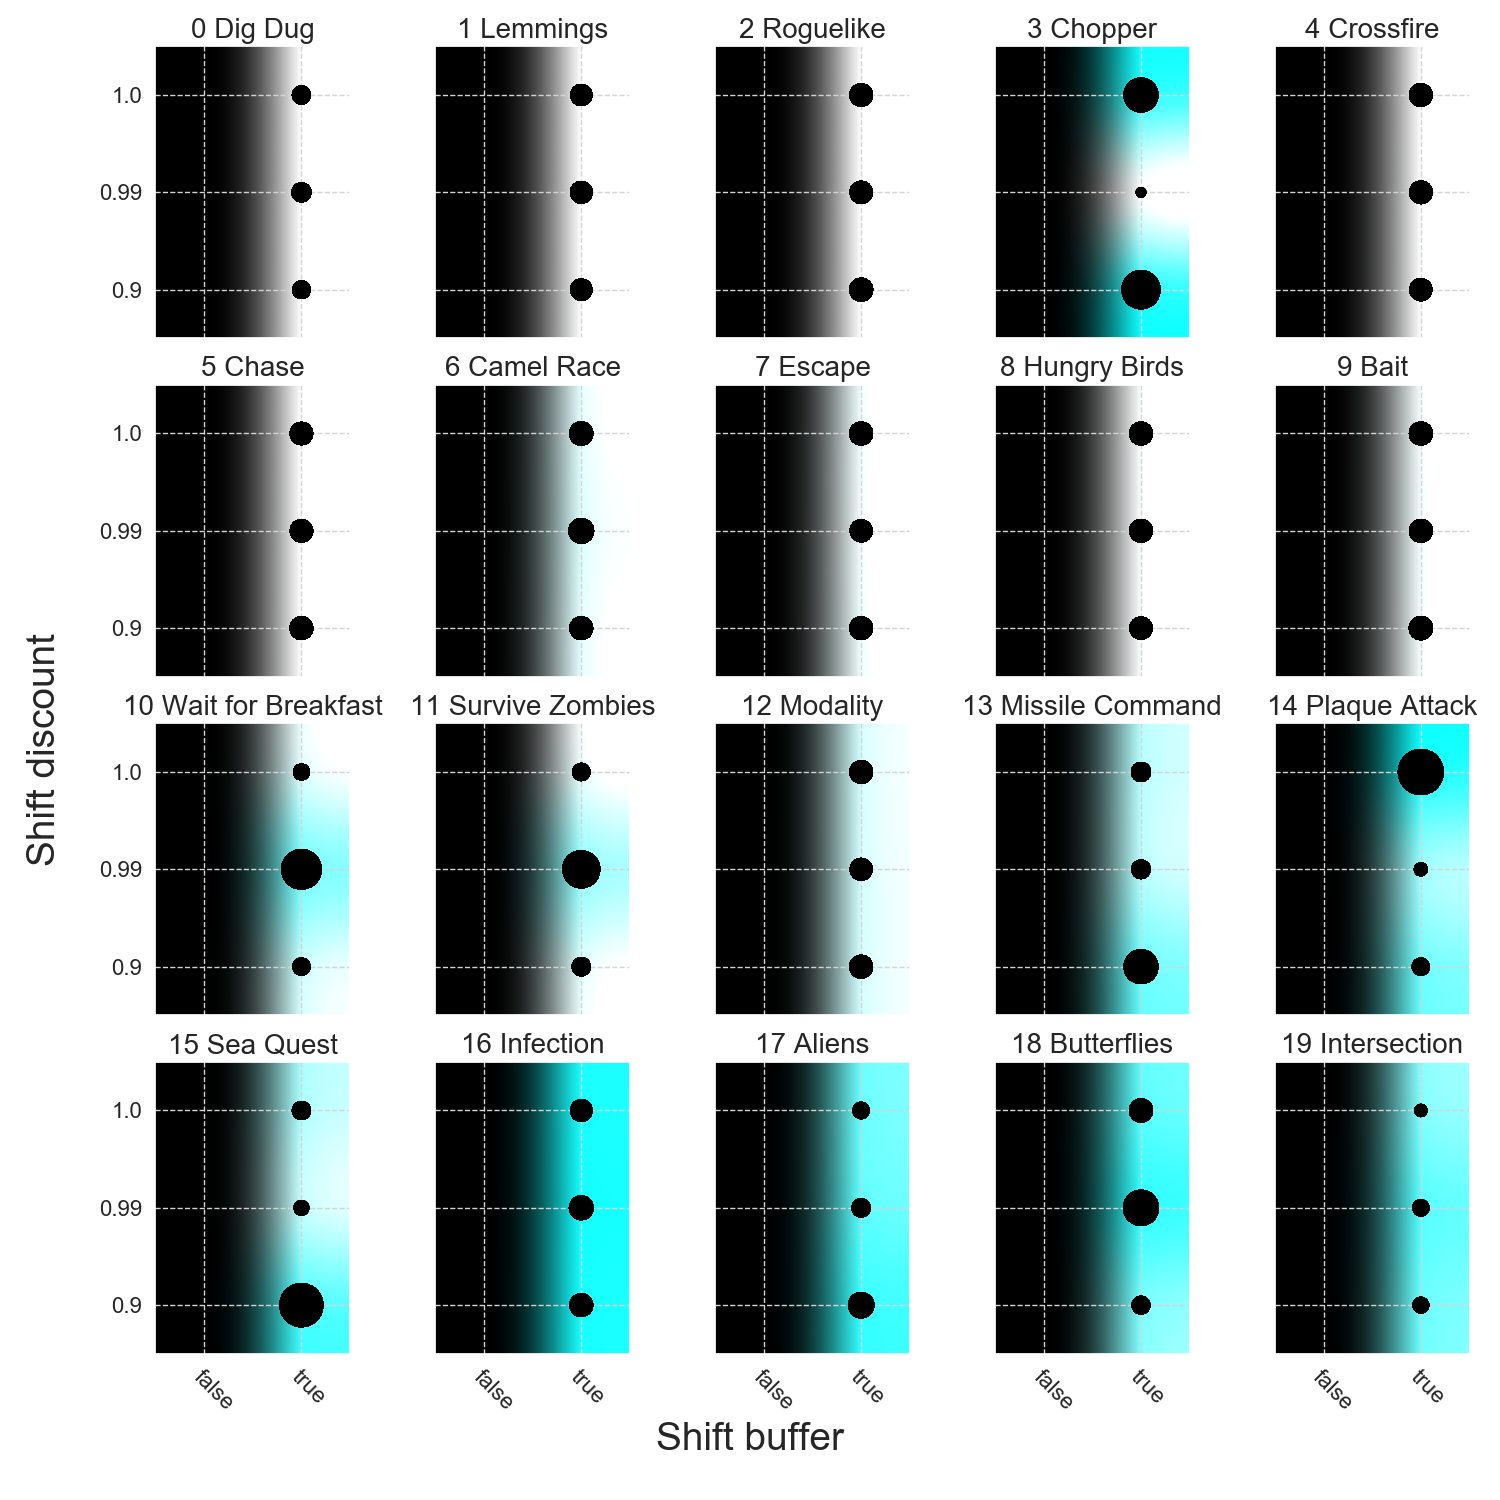 0 Dig Dug
1 Lemmings
2 Roguelike
3 Chopper
4 Crossfire
1.0
0.99
0.9
5 Chase
6 Camel Race
7 Escape
8 Hungry Birds
9 Bait
1.0
0.99
0.9
10 Wait for Breakfast
11 Survive Zombies
12 Modality
13 Missile Command
14 Plaque Attack
1.0
0.99
0.9
15 Sea Quest
16 Infection
17 Aliens
18 Butterflies
19 Intersection
1.0
0.99
0.9
false
true
false
true
false
true
false
true
false
true
Shift discount
Shift buffer